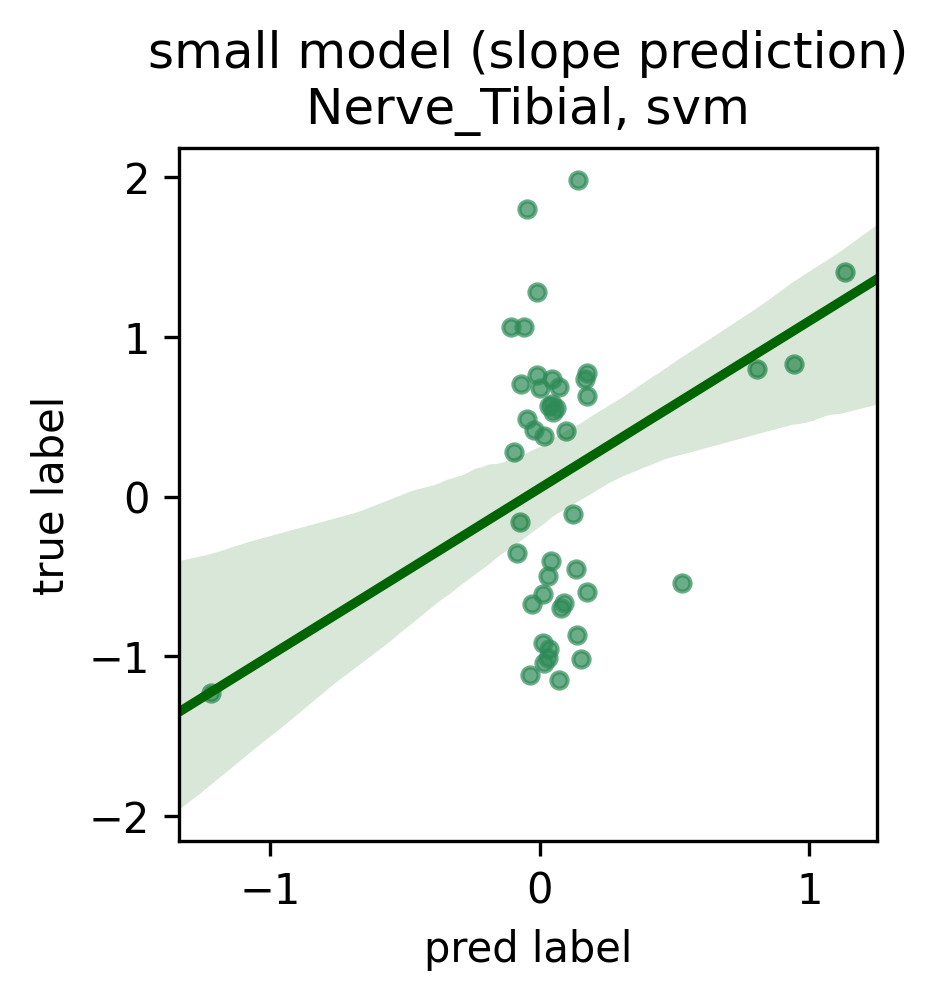 small model (slope prediction)
Nerve_Tibial, svm
2
1
0
−1
−2
true label
−1
0
1
pred label